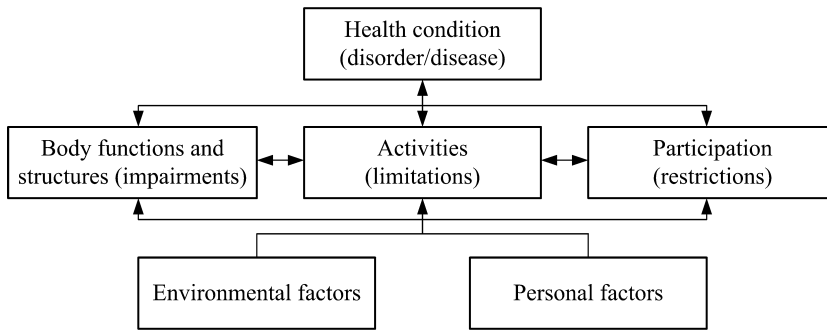 Health condition
(disorder/disease)
Body functions and
structures (impairments)
Activities
(limitations)
Participation
(restrictions)
Environmental factors
Personal factors